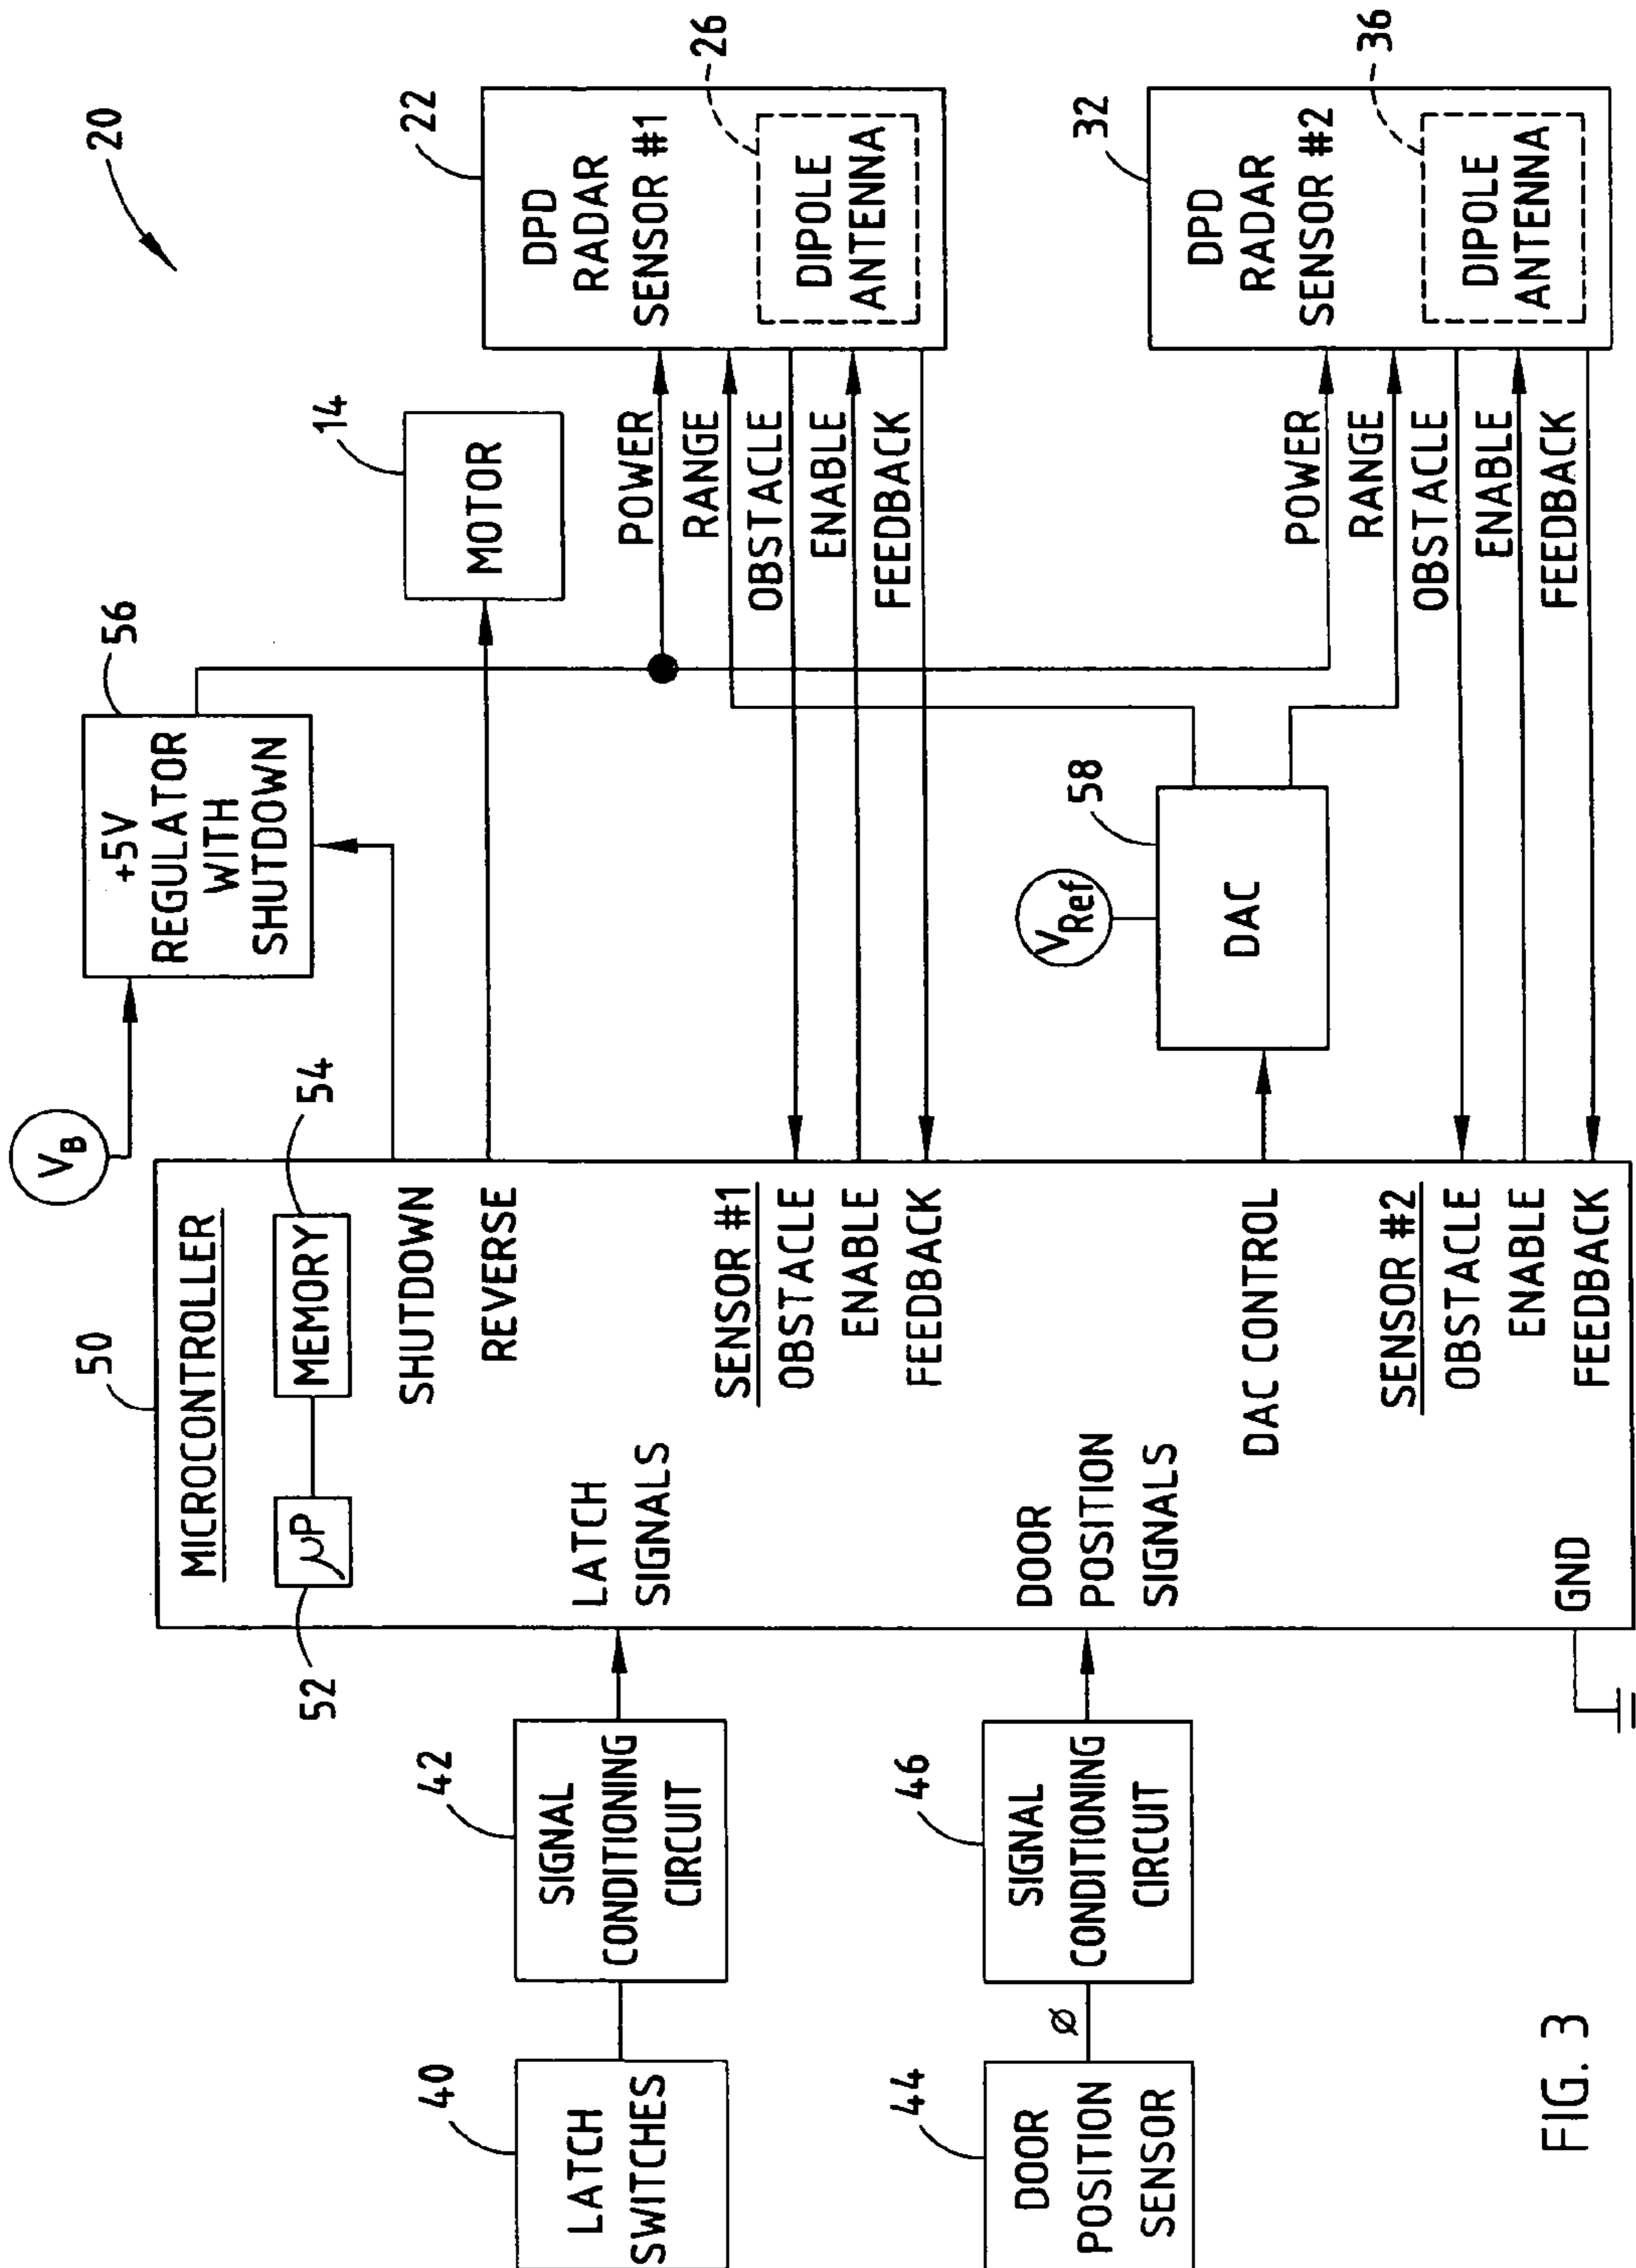 20
V_B
+5V
REGULATOR
WITH
SHUTDOWN
56
14
MOTOR
50
MICROCONTROLLER
52
μP
MEMORY
54
SHUTDOWN
REVERSE
LATCH
SIGNALS
SENSOR #1
OBSTACLE
ENABLE
FEEDBACK
DOOR
POSITION
SIGNALS
DAC CONTROL
SENSOR #2
OBSTACLE
ENABLE
FEEDBACK
GND
40
LATCH
SWITCHES
42
SIGNAL
CONDITIONING
CIRCUIT
44
DOOR
POSITION
SENSOR
Ø
46
SIGNAL
CONDITIONING
CIRCUIT
V_Ref
58
DAC
POWER
RANGE
OBSTACLE
ENABLE
FEEDBACK
22
DPD
RADAR
SENSOR #1
DIPOLE
ANTENNA
26
POWER
RANGE
OBSTACLE
ENABLE
FEEDBACK
32
DPD
RADAR
SENSOR #2
DIPOLE
ANTENNA
36
FIG. 3